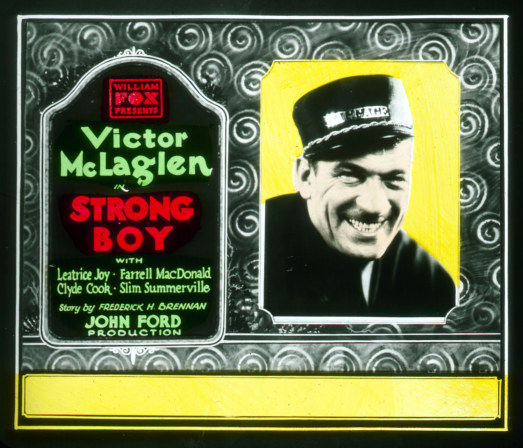 WILLIAM
FOX
PRESENTS
Victor
McLaglen
in
STRONG
BOY
WITH
Leatrice Joy · Farrell MacDonald
Clyde Cook · Slim Summerville
Story by FREDERICK H. BRENNAN
JOHN FORD
PRODUCTION